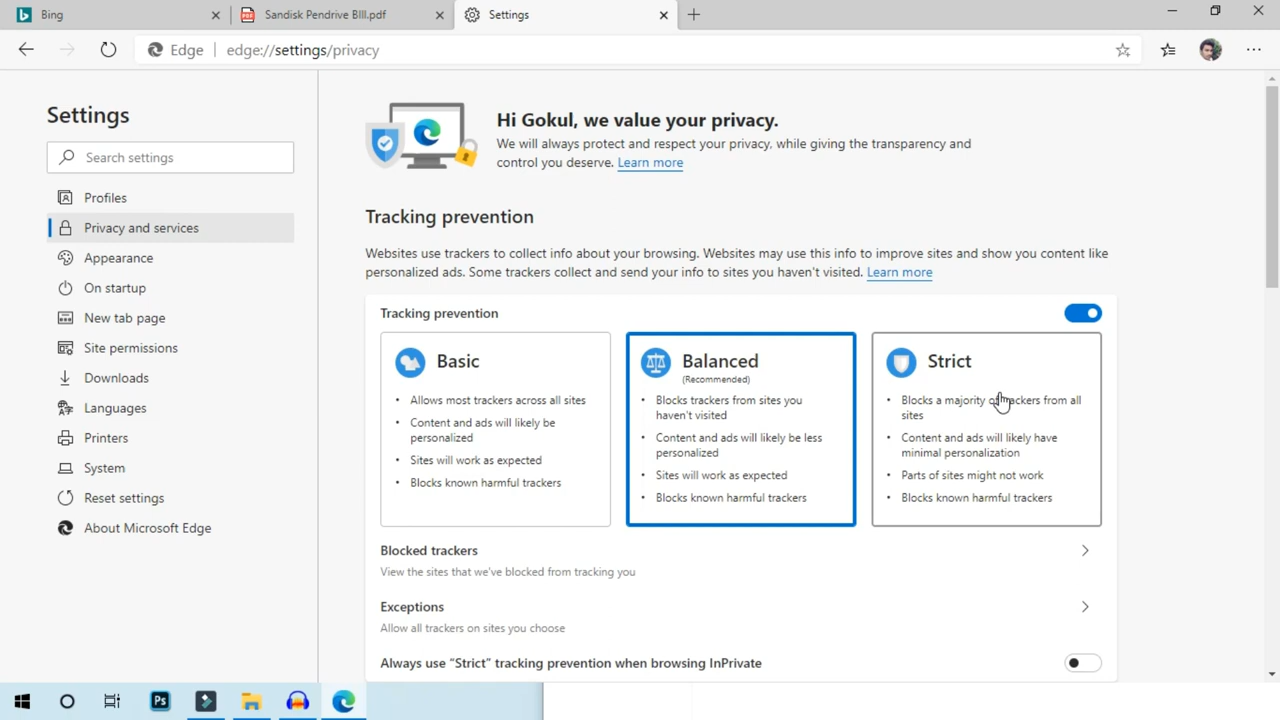 Bing
Sandisk Pendrive BIll.pdf
Settings
Edge
edge://settings/privacy
Settings
Search settings
Profiles
Privacy and services
Appearance
On startup
New tab page
Site permissions
Downloads
Languages
Printers
System
Reset settings
About Microsoft Edge
Hi Gokul, we value your privacy.
We will always protect and respect your privacy, while giving the transparency and
control you deserve. Learn more
Tracking prevention
Websites use trackers to collect info about your browsing. Websites may use this info to improve sites and show you content like
personalized ads. Some trackers collect and send your info to sites you haven't visited. Learn more
Tracking prevention
Basic
• Allows most trackers across all sites
• Content and ads will likely be
personalized
• Sites will work as expected
• Blocks known harmful trackers
Balanced
(Recommended)
• Blocks trackers from sites you
haven't visited
• Content and ads will likely be less
personalized
• Sites will work as expected
• Blocks known harmful trackers
Strict
• Blocks a majority of trackers from all
sites
• Content and ads will likely have
minimal personalization
• Parts of sites might not work
• Blocks known harmful trackers
Blocked trackers
View the sites that we've blocked from tracking you
Exceptions
Allow all trackers on sites you choose
Always use “Strict” tracking prevention when browsing InPrivate
Ps